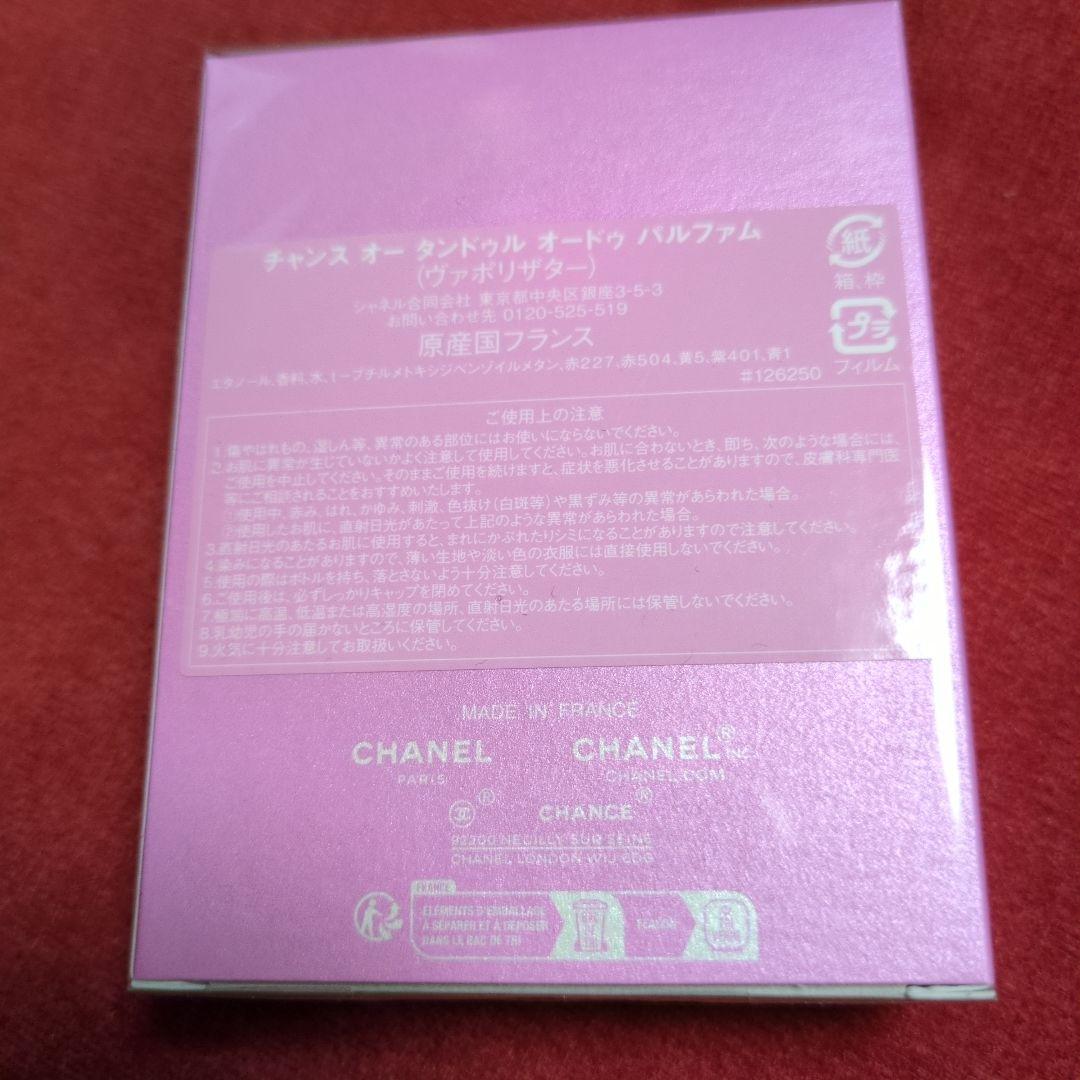 チャンス オー タンドゥル オードゥ パルファム
(ヴァポリザター)
シャネル合同会社 東京都中央区銀座3-5-3
お問い合わせ先 0120-525-519
原産国フランス
エタノール、香料、水、t-ブチルメトキシジベンゾイルメタン、赤227、赤504、黄5、紫401、青1
#126250
紙
箱、枠
プラ
フィルム
ご使用上の注意
1.傷やはれもの、湿しん等、異常のある部位にはお使いにならないでください。
2.お肌に異常が生じていないかよく注意して使用してください。お肌に合わないとき、即ち、次のような場合には、
ご使用を中止してください。そのままご使用を続けますと、症状を悪化させることがありますので、皮膚科専門医
等にご相談されることをおすすめいたします。
①使用中、赤み、はれ、かゆみ、刺激、色抜け(白斑等)や黒ずみ等の異常があらわれた場合。
②使用したお肌に、直射日光があたって上記のような異常があらわれた場合。
3.直射日光のあたるお肌に使用すると、まれにかぶれたりシミになることがありますので注意してください。
4.染みになることがありますので、薄い生地や淡い色の衣服には直接使用しないでください。
5.使用の際はボトルを持ち、落とさないよう十分注意してください。
6.ご使用後は、必ずしっかりキャップを閉めてください。
7.極端に高温、低温または高湿度の場所、直射日光のあたる場所には保管しないでください。
8.乳幼児の手の届かないところに保管してください。
9.火気に十分注意してお取扱いください。
MADE IN FRANCE
CHANEL CHANEL® INC.
PARIS CHANEL.COM
® CHANCE®
92200 NEUILLY SUR SEINE
CHANEL LONDON W1J 6DG
FRANCE
ÉLÉMENTS D'EMBALLAGE
À SÉPARER ET À DÉPOSER
DANS LE BAC DE TRI
FLACON